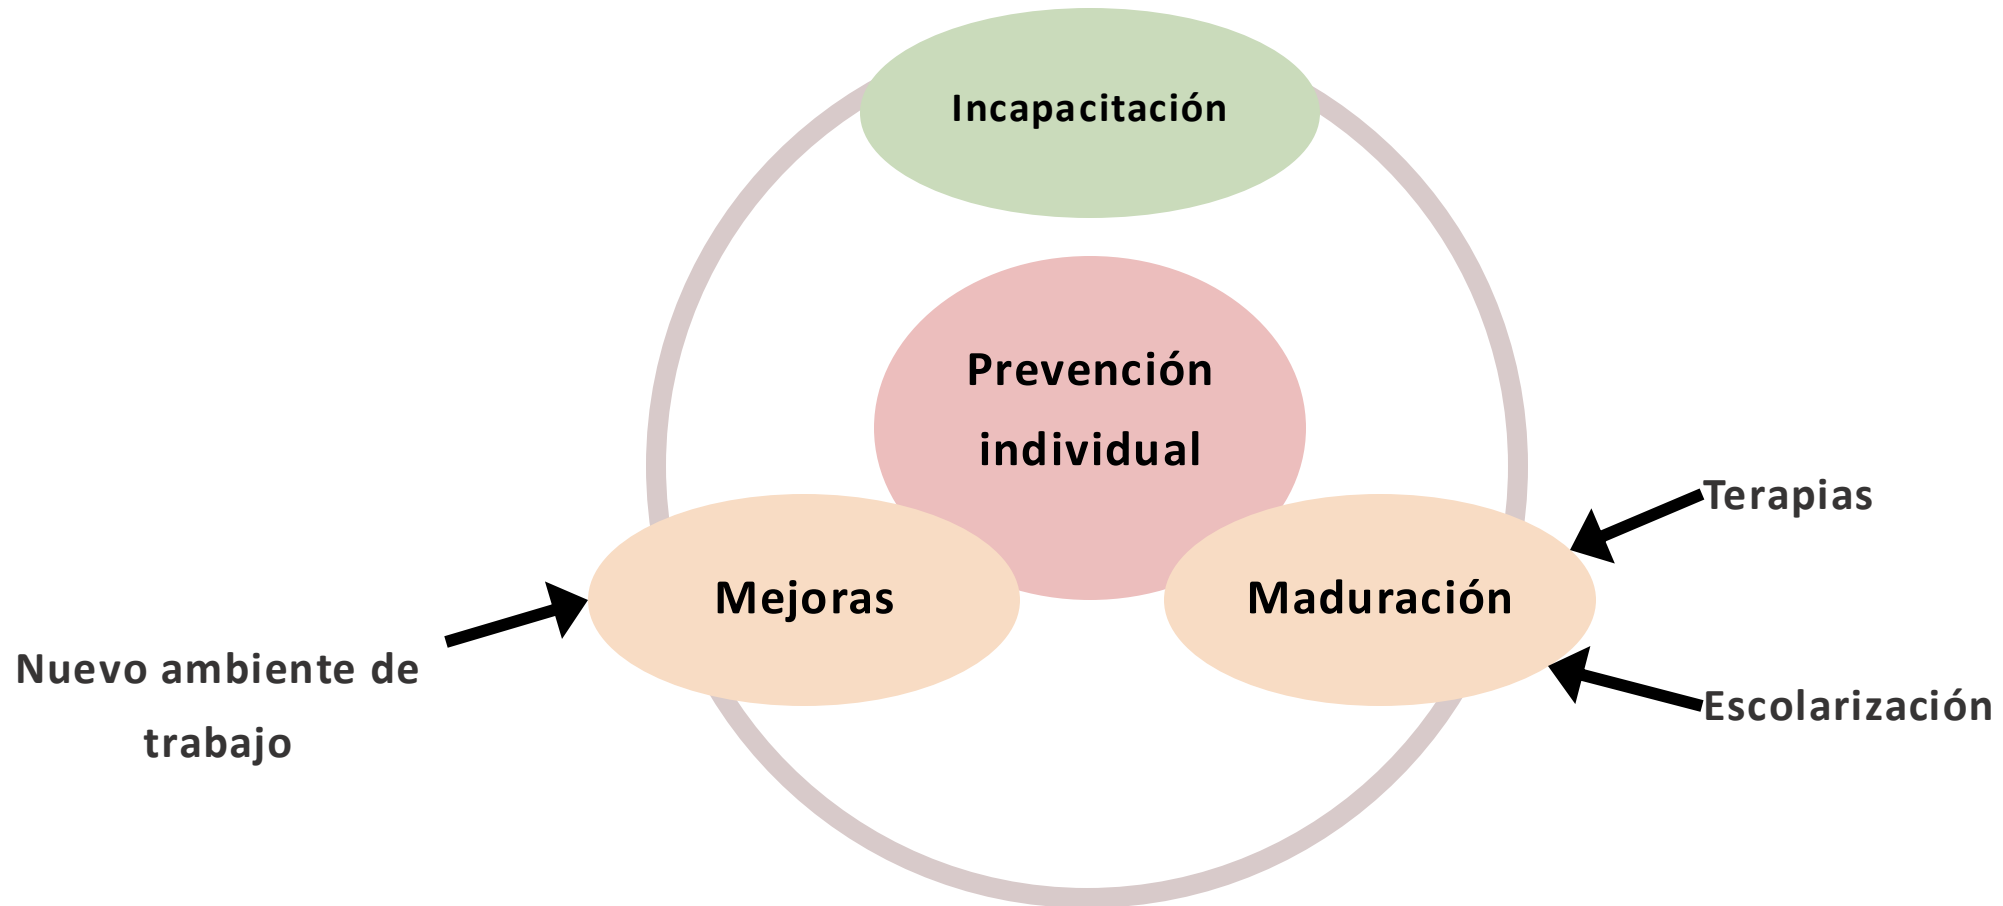 Incapacitación
Prevención
individual
Terapias
Mejoras
Maduración
Nuevo ambiente de
trabajo
Escolarización